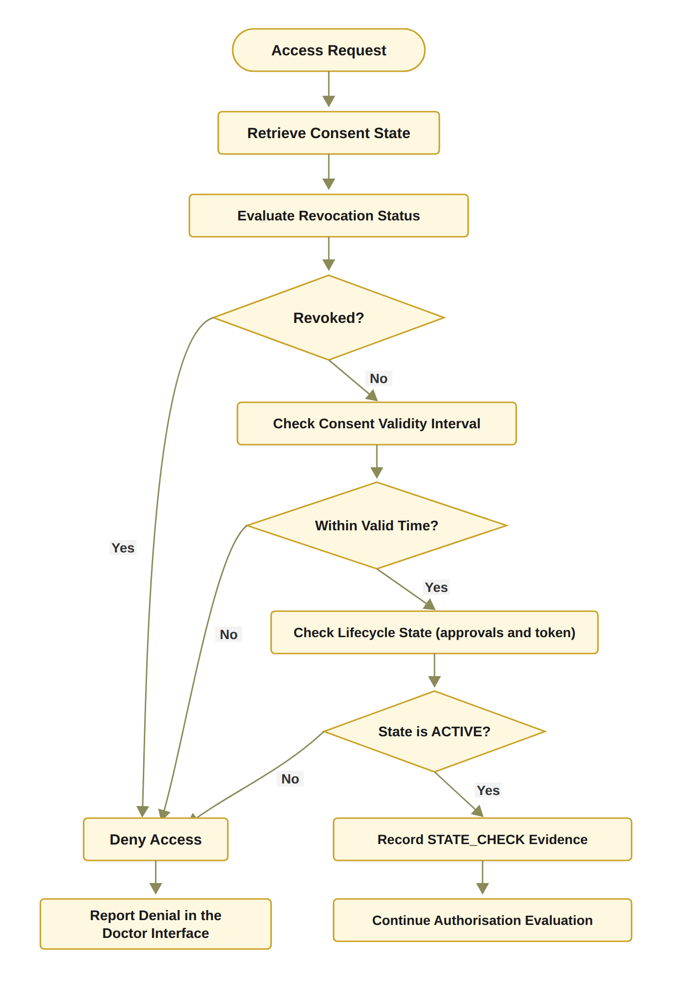 Access Request
Retrieve Consent State
Evaluate Revocation Status
Revoked?
No
Check Consent Validity Interval
Within Valid Time?
Yes
Yes
No
Check Lifecycle State (approvals and token)
State is ACTIVE?
No
Yes
Deny Access
Record STATE_CHECK Evidence
Report Denial in the
Doctor Interface
Continue Authorisation Evaluation